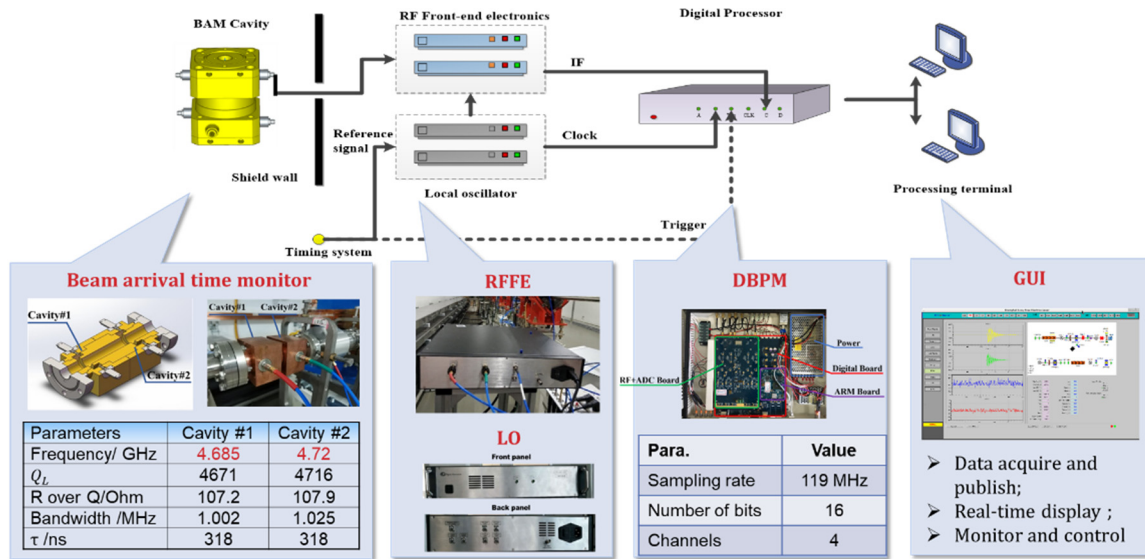 BAM Cavity
RF Front-end electronics
Digital Processor
IF
Reference
signal
Clock
A
CLK
C
D
Shield wall
Local oscillator
Processing terminal
Trigger
Timing system
Beam arrival time monitor
Cavity#1
Cavity#2
Cavity#1
Cavity#2
Parameters Cavity #1 Cavity #2
Frequency/ GHz 4.685 4.72
Q_L 4671 4716
R over Q/Ohm 107.2 107.9
Bandwidth /MHz 1.002 1.025
τ /ns 318 318
RFFE
LO
Front panel
Back panel
DBPM
Power
RF+ADC Board
Digital Board
ARM Board
Para. Value
Sampling rate 119 MHz
Number of bits 16
Channels 4
GUI
➢ Data acquire and
publish;
➢ Real-time display ;
➢ Monitor and control